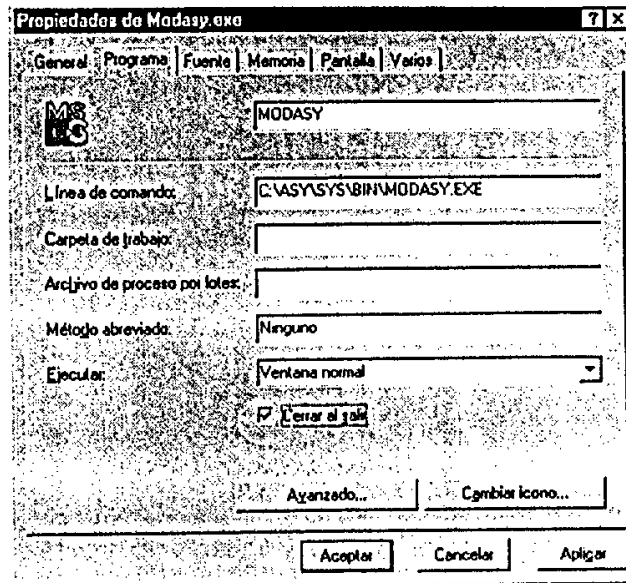 Propiedades de Modasy.exe
General Programa Fuente Memoria Pantalla Varios
MS
DOS
MODASY
Línea de comando: C:\ASY\SYS\BIN\MODASY.EXE
Carpeta de trabajo:
Archivo de proceso por lotes:
Método abreviado: Ninguno
Ejecutar: Ventana normal
Cerrar al salir
Avanzado... Cambiar icono...
Aceptar Cancelar Aplicar